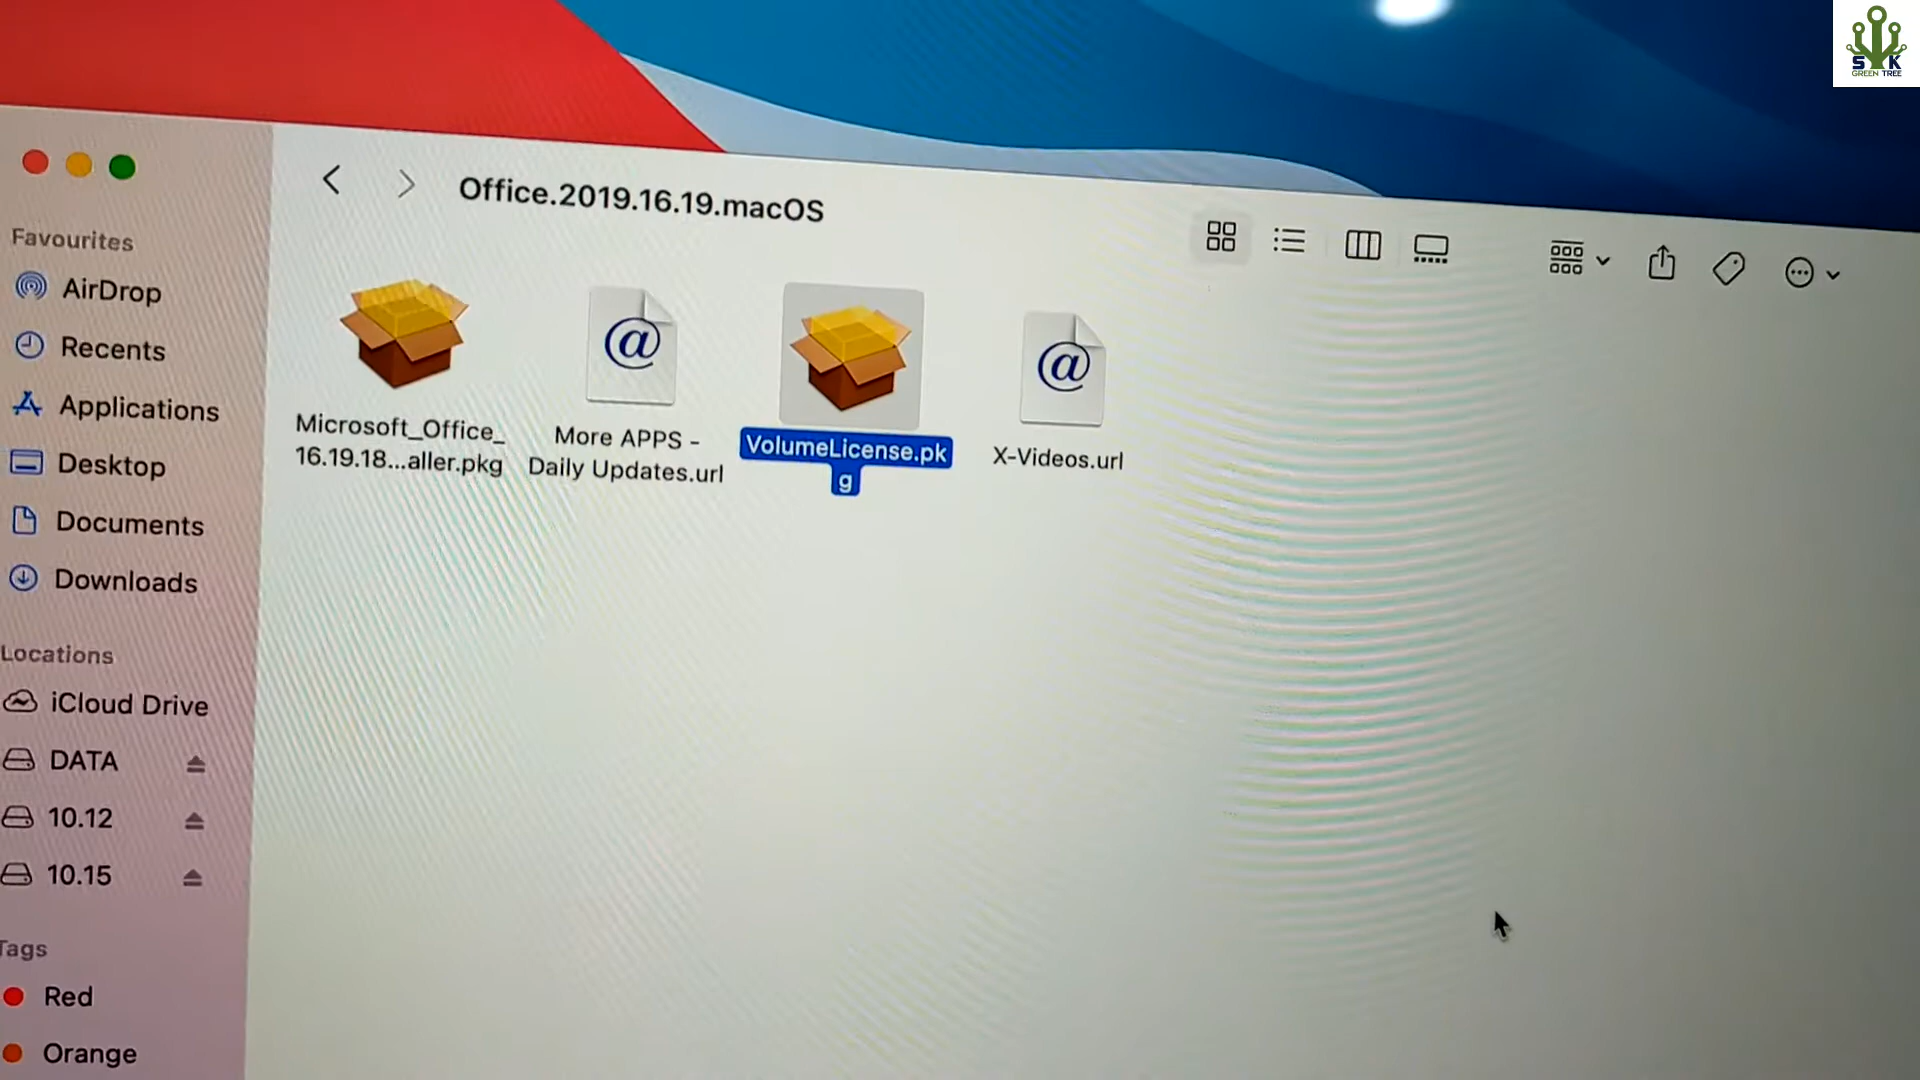 SK
GREEN TREE
Office.2019.16.19.macOS
Favourites
AirDrop
Recents
Applications
Desktop
Documents
Downloads
Locations
iCloud Drive
DATA
10.12
10.15
Tags
Red
Orange
Microsoft_Office_
16.19.18...aller.pkg
More APPS -
Daily Updates.url
VolumeLicense.pk
g
X-Videos.url